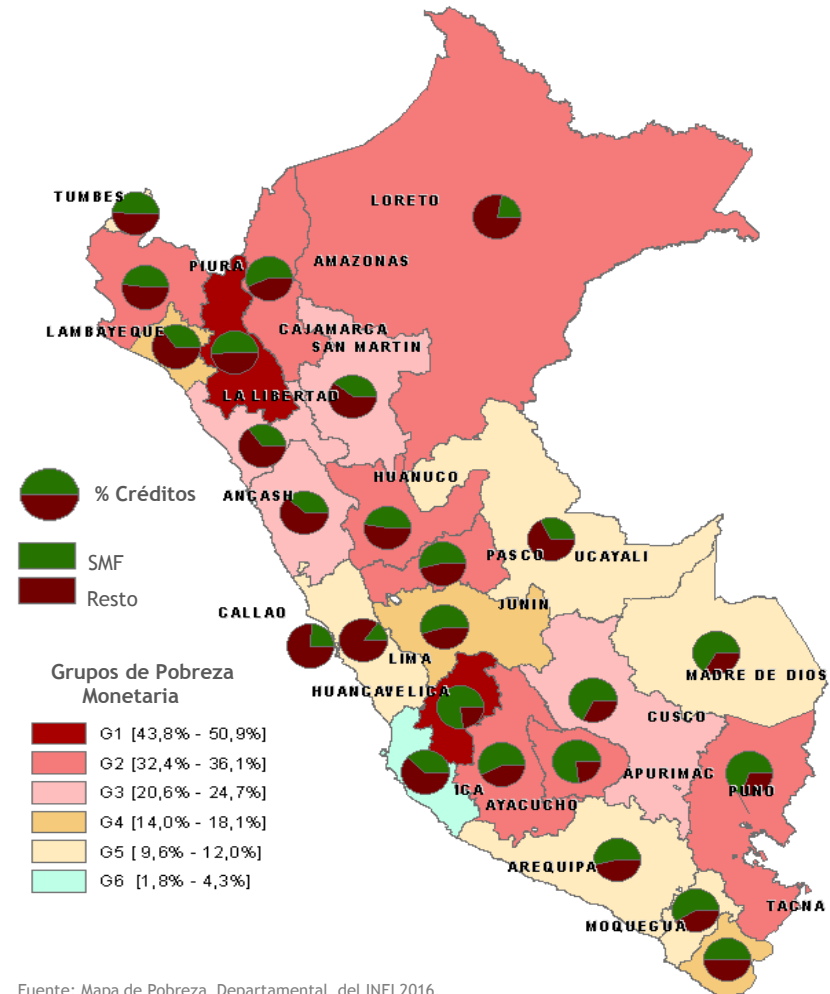 TUMBES
LORETO
PIURA
AMAZONAS
LAMBAYEQUE
CAJAMARCA
SAN MARTIN
LA LIBERTAD
HUANUCO
ANCASH
% Créditos
PASCO
UCAYALI
SMF
Resto
JUNIN
CALLAO
LIMA
MADRE DE DIOS
Grupos de Pobreza
Monetaria
HUANCAVELICA
CUSCO
G1 [43,8% - 50,9%]
G2 [32,4% - 36,1%]
APURIMAC
PUNO
G3 [20,6% - 24,7%]
ICA
AYACUCHO
G4 [14,0% - 18,1%]
G5 [ 9,6% - 12,0%]
AREQUIPA
G6 [1,8% - 4,3%]
TACNA
MOQUEGUA
Fuente: Mapa de Pobreza Departamental del INEI 2016